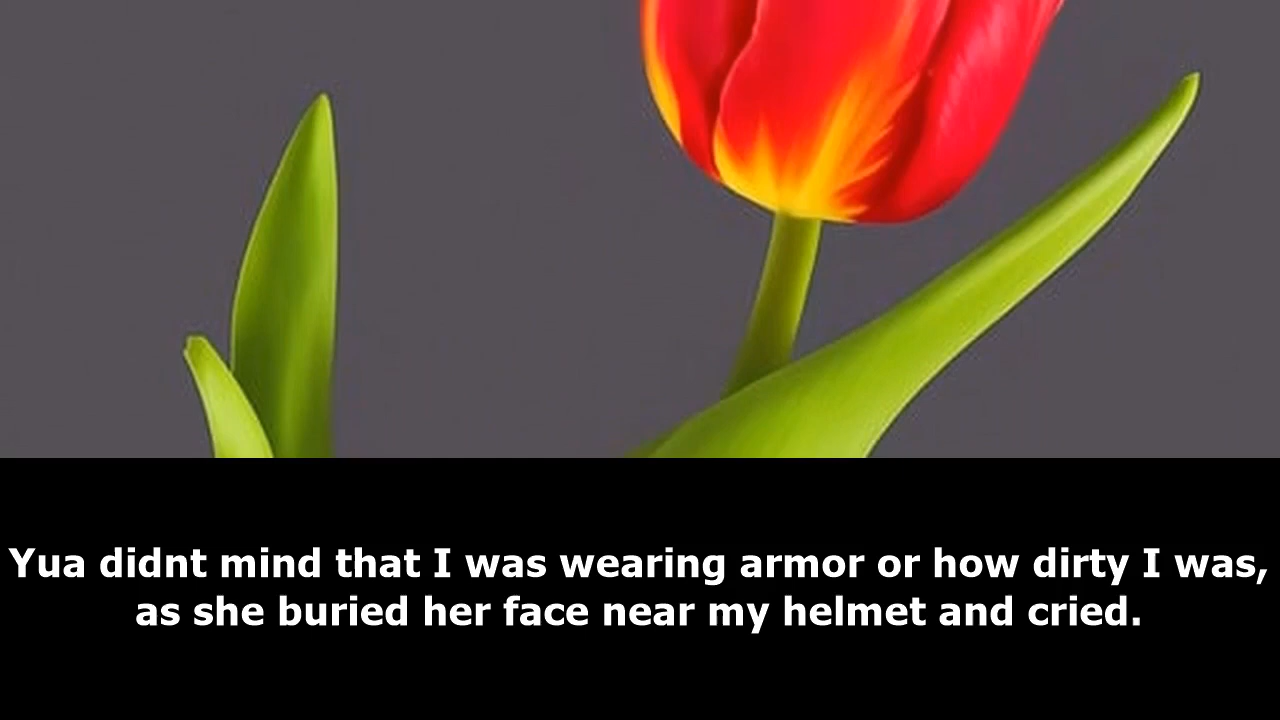 Yua didnt mind that I was wearing armor or how dirty I was,
as she buried her face near my helmet and cried.